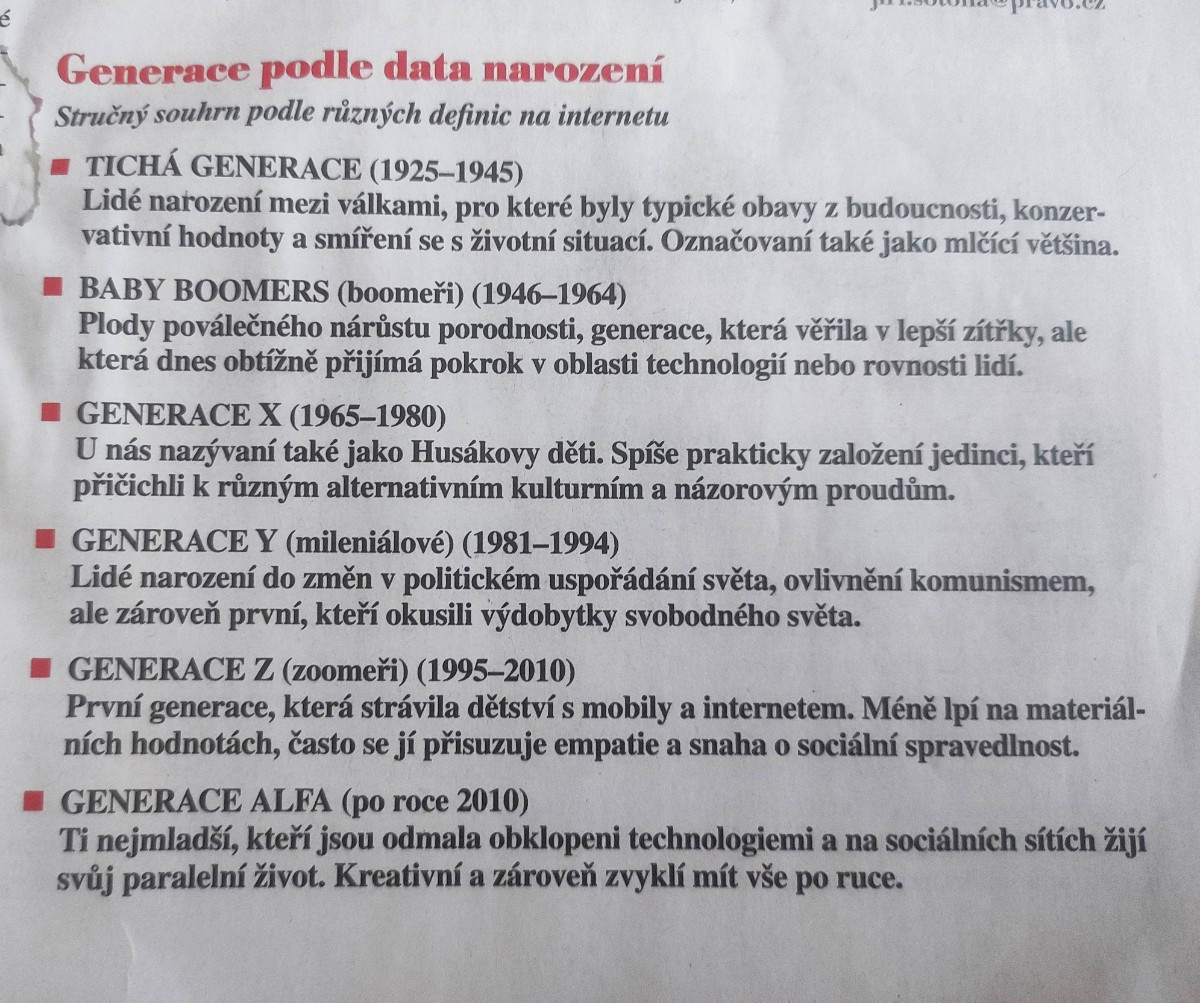 Generace podle data narození
Stručný souhrn podle různých definic na internetu
■ TICHÁ GENERACE (1925–1945)
Lidé narození mezi válkami, pro které byly typické obavy z budoucnosti, konzer-
vativní hodnoty a smíření se s životní situací. Označovaní také jako mlčící většina.
■ BABY BOOMERS (boomeři) (1946–1964)
Plody poválečného nárůstu porodnosti, generace, která věřila v lepší zítřky, ale
která dnes obtížně přijímá pokrok v oblasti technologií nebo rovnosti lidí.
■ GENERACE X (1965–1980)
U nás nazývaní také jako Husákovy děti. Spíše prakticky založení jedinci, kteří
přičichli k různým alternativním kulturním a názorovým proudům.
■ GENERACE Y (mileniálové) (1981–1994)
Lidé narození do změn v politickém uspořádání světa, ovlivnění komunismem,
ale zároveň první, kteří okusili výdobytky svobodného světa.
■ GENERACE Z (zoomeři) (1995–2010)
První generace, která strávila dětství s mobily a internetem. Méně lpí na materiál-
ních hodnotách, často se jí přisuzuje empatie a snaha o sociální spravedlnost.
■ GENERACE ALFA (po roce 2010)
Ti nejmladší, kteří jsou odmala obklopeni technologiemi a na sociálních sítích žijí
svůj paralelní život. Kreativní a zároveň zvyklí mít vše po ruce.